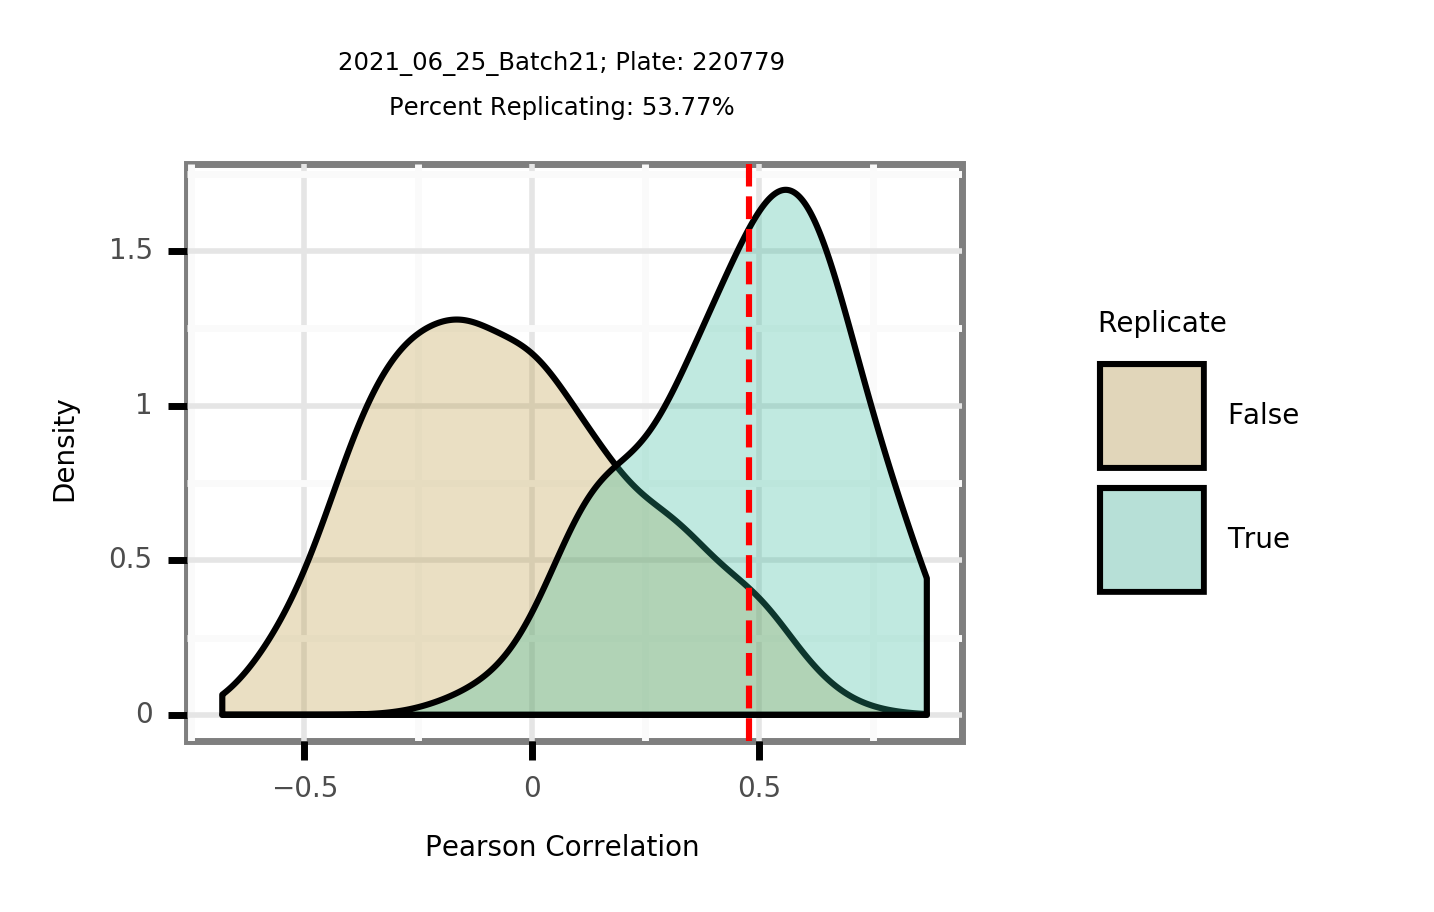 2021_06_25_Batch21; Plate: 220779
Percent Replicating: 53.77%
1.5
1
0.5
0
Density
−0.5
0
0.5
Pearson Correlation
Replicate
False
True